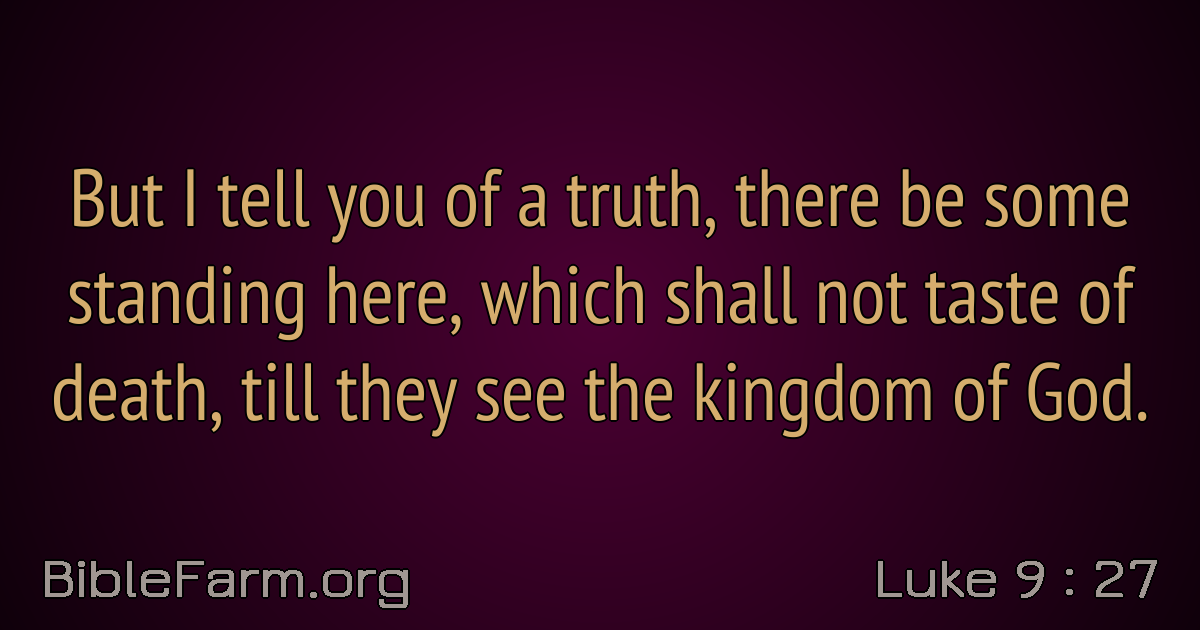 But I tell you of a truth, there be some
standing here, which shall not taste of
death, till they see the kingdom of God.
BibleFarm.org
Luke 9 : 27